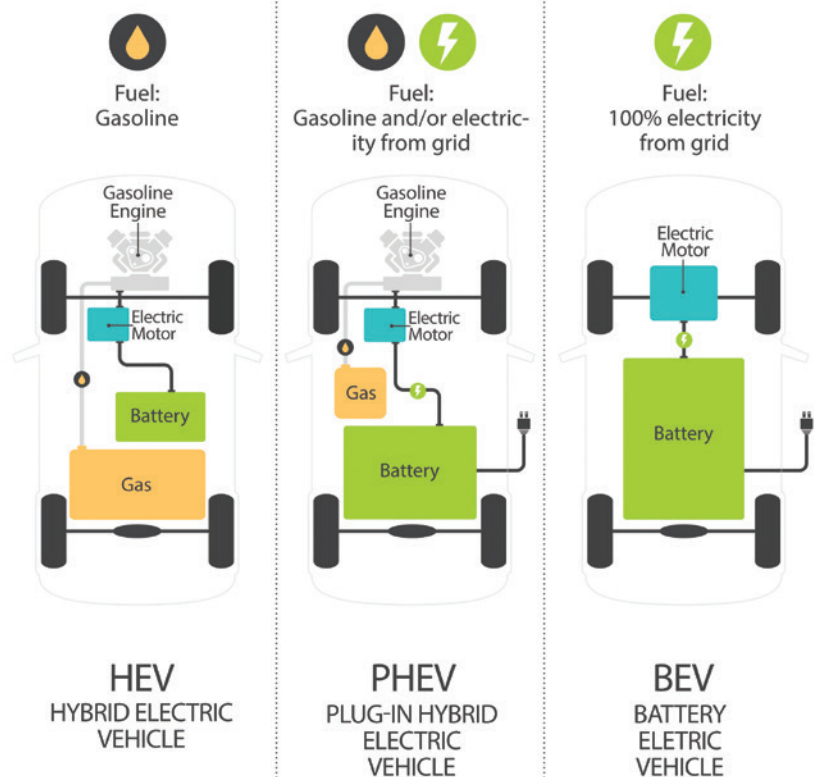 Fuel:
Gasoline
Gasoline
Engine
Electric
Motor
Battery
Gas
HEV
HYBRID ELECTRIC
VEHICLE
Fuel:
Gasoline and/or electric-
ity from grid
Gasoline
Engine
Electric
Motor
Gas
Battery
PHEV
PLUG-IN HYBRID
ELECTRIC
VEHICLE
Fuel:
100% electricity
from grid
Electric
Motor
Battery
BEV
BATTERY
ELETRIC
VEHICLE